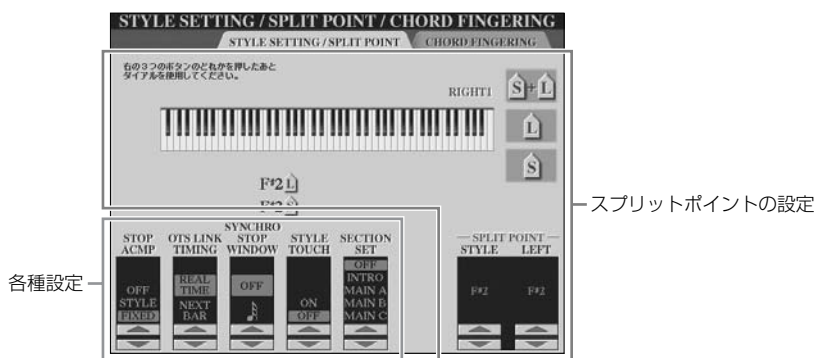 STYLE SETTING / SPLIT POINT / CHORD FINGERING
STYLE SETTING / SPLIT POINT CHORD FINGERING
右の3つのボタンのどれかを押したあと
ダイアルを使用してください。
RIGHT1
S+L
L
S
F#2 L
F#2 S
スプリットポイントの設定
各種設定
STOP ACMP
OFF
STYLE
FIXED
OTS LINK TIMING
REAL TIME
NEXT BAR
SYNCHRO STOP WINDOW
OFF
STYLE TOUCH
ON
OFF
SECTION SET
OFF
INTRO
MAIN A
MAIN B
MAIN C
SPLIT POINT
STYLE LEFT
F#2 F#2